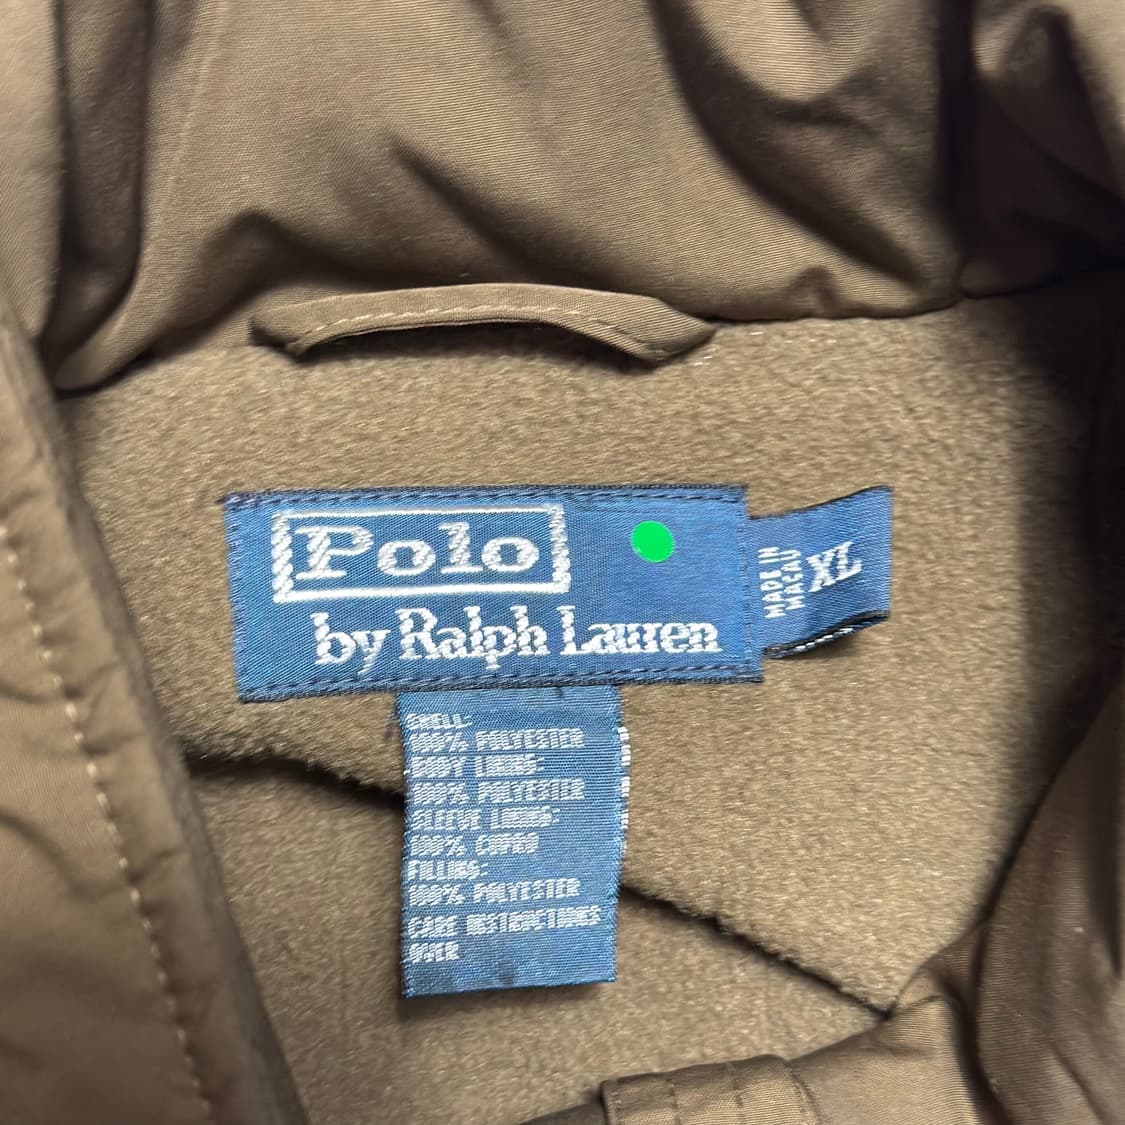 Polo
by Ralph Lauren
MADE IN
MACAU
XL
SHELL:
100% POLYESTER
BODY LINING:
100% POLYESTER
SLEEVE LINING:
100% CUPRO
FILLING:
100% POLYESTER
CARE INSTRUCTIONS
OVER